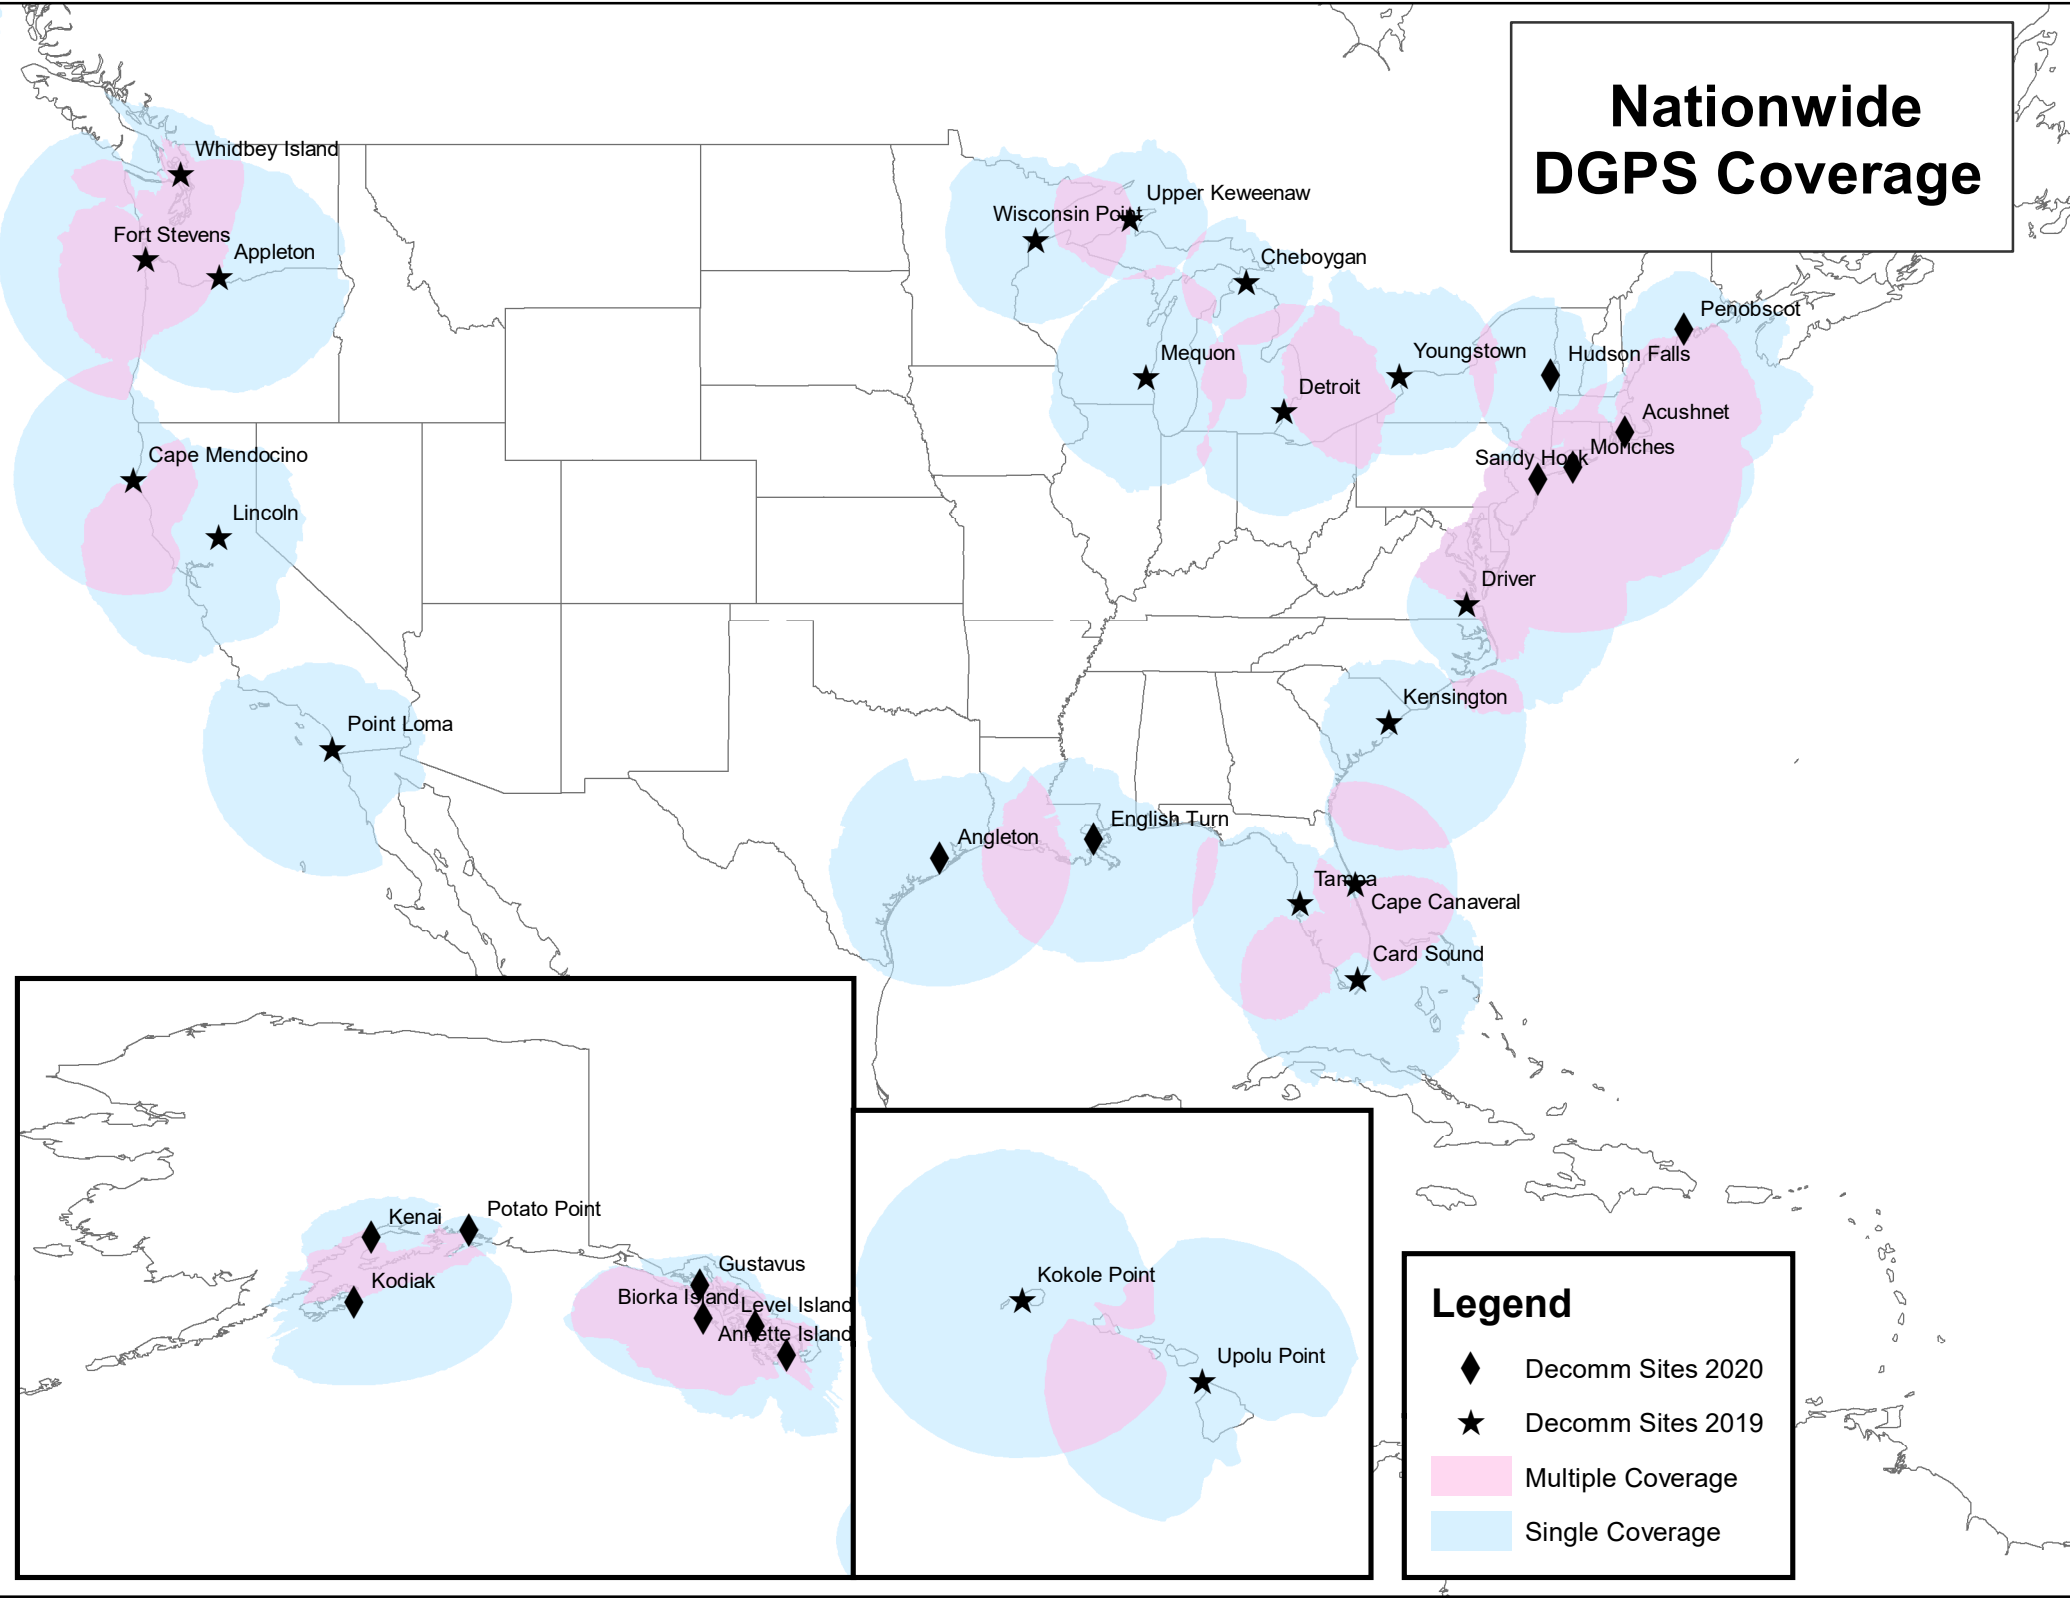 Nationwide
DGPS Coverage
Whidbey Island
Fort Stevens
Appleton
Cape Mendocino
Lincoln
Point Loma
Wisconsin Point
Upper Keweenaw
Cheboygan
Mequon
Detroit
Youngstown
Penobscot
Hudson Falls
Acushnet
Moriches
Sandy Hook
Driver
Kensington
Angleton
English Turn
Tampa
Cape Canaveral
Card Sound
Kenai
Potato Point
Kodiak
Gustavus
Biorka Island
Level Island
Annette Island
Kokole Point
Upolu Point
Legend
Decomm Sites 2020
Decomm Sites 2019
Multiple Coverage
Single Coverage